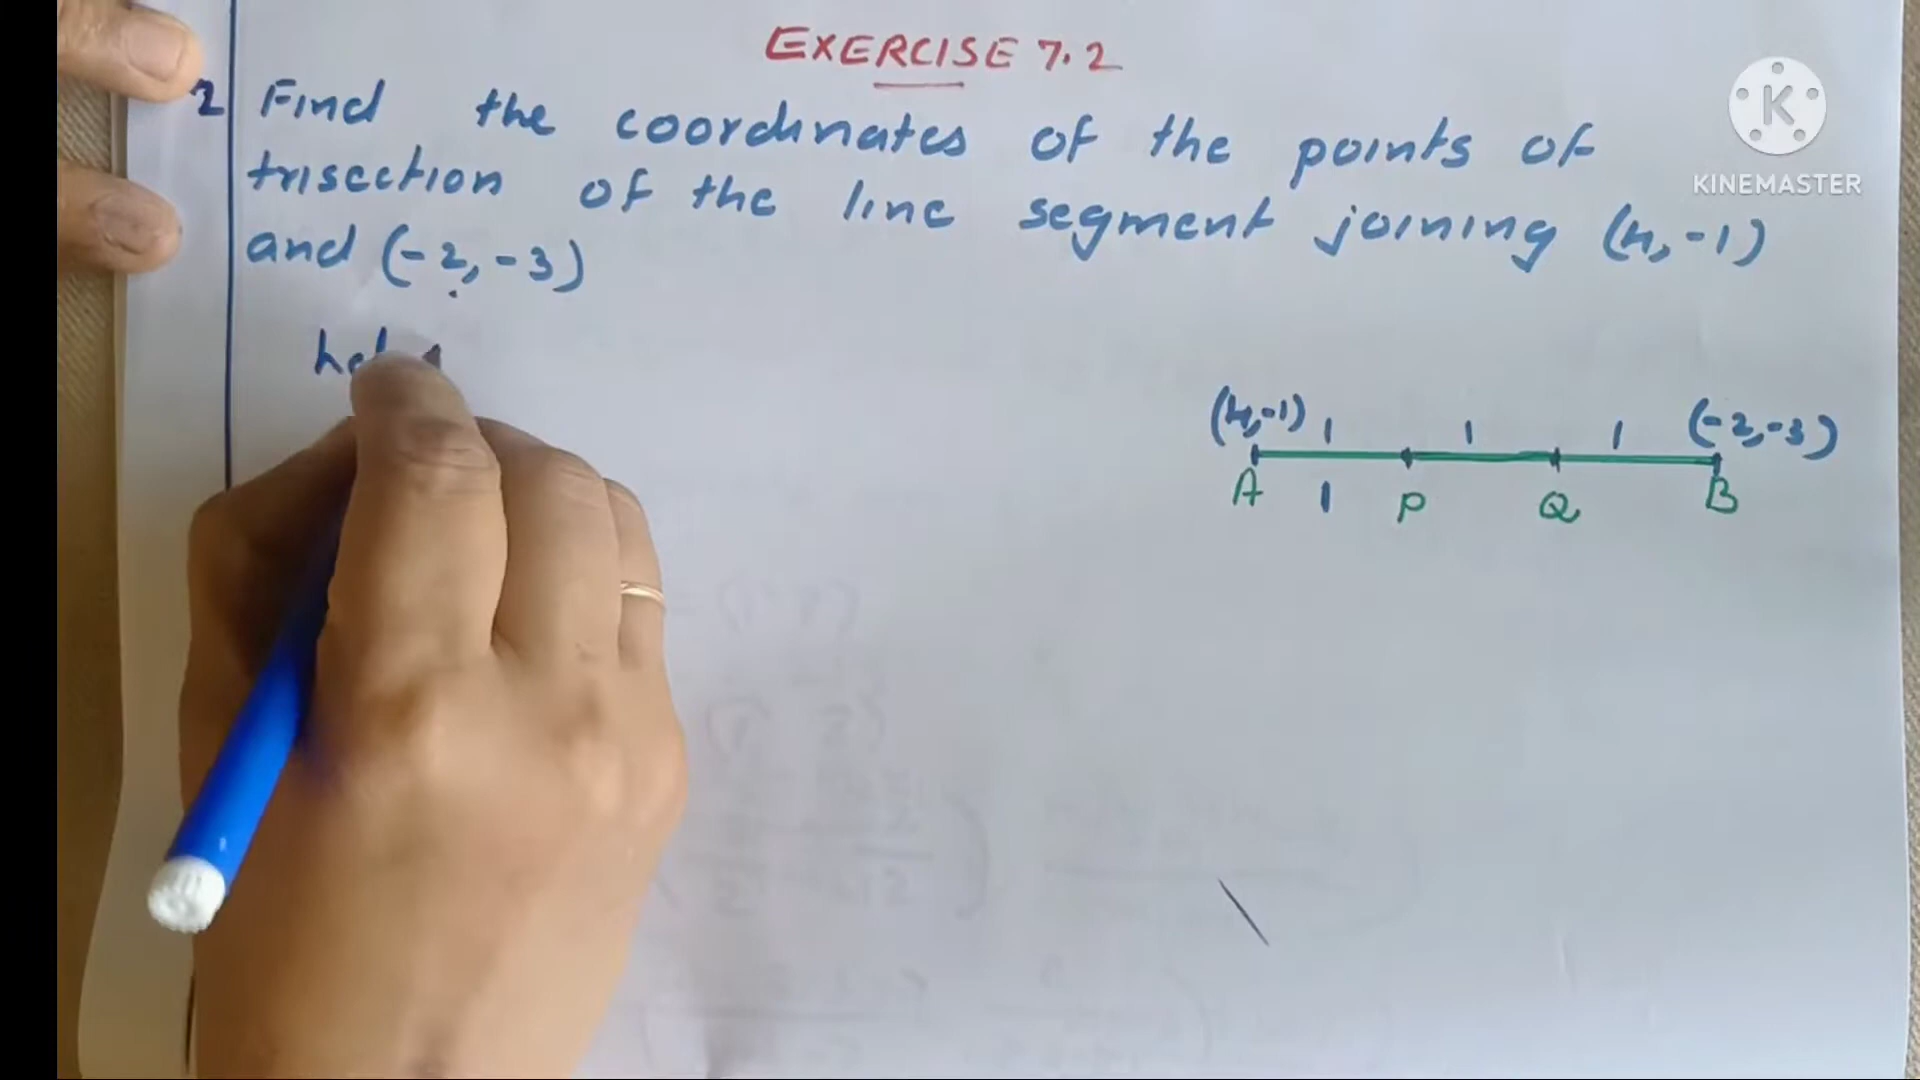 EXERCISE 7.2
2 Find the coordinates of the points of
trisection of the line segment joining (4, -1)
and (-2, -3)
KINEMASTER
(4,-1) 1 1 1 (-2,-3)
A 1 P Q B